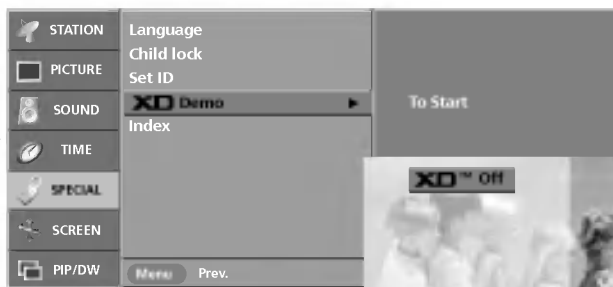 STATION
PICTURE
SOUND
TIME
SPECIAL
SCREEN
PIP/DW
Language
Child lock
Set ID
XD Demo
Index
Menu Prev.
To Start
XD™ Off